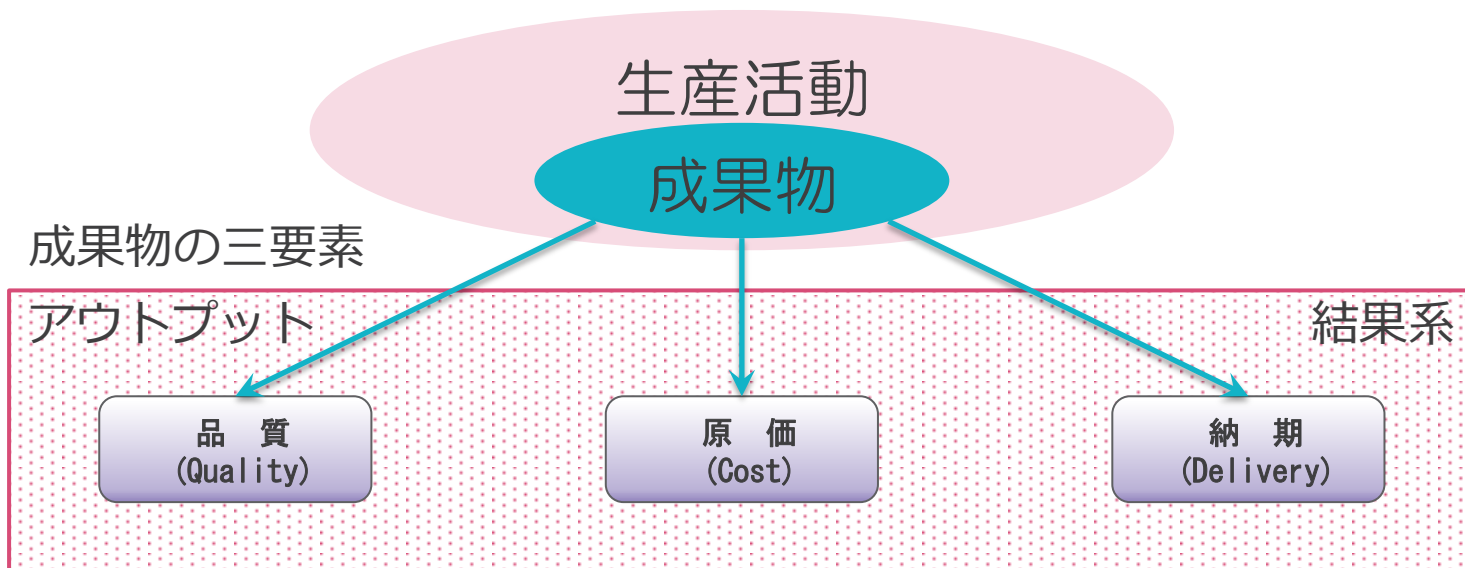 生産活動
成果物
成果物の三要素
アウトプット
結果系
品 質
(Quality)
原 価
(Cost)
納 期
(Delivery)